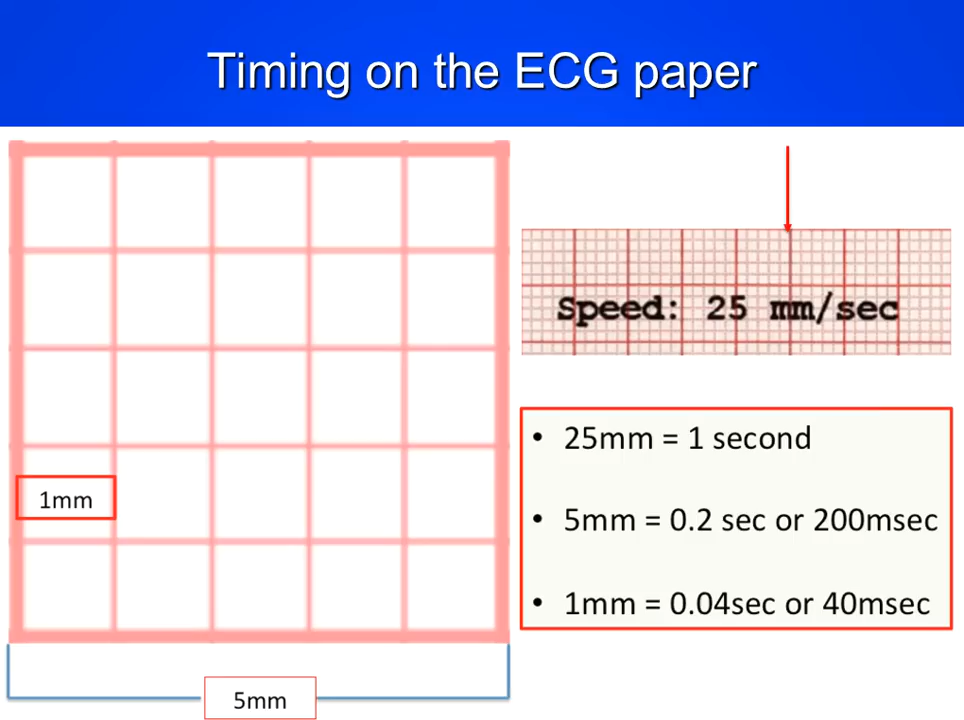 Timing on the ECG paper
Speed: 25 mm/sec
1mm
5mm
• 25mm = 1 second
• 5mm = 0.2 sec or 200msec
• 1mm = 0.04sec or 40msec